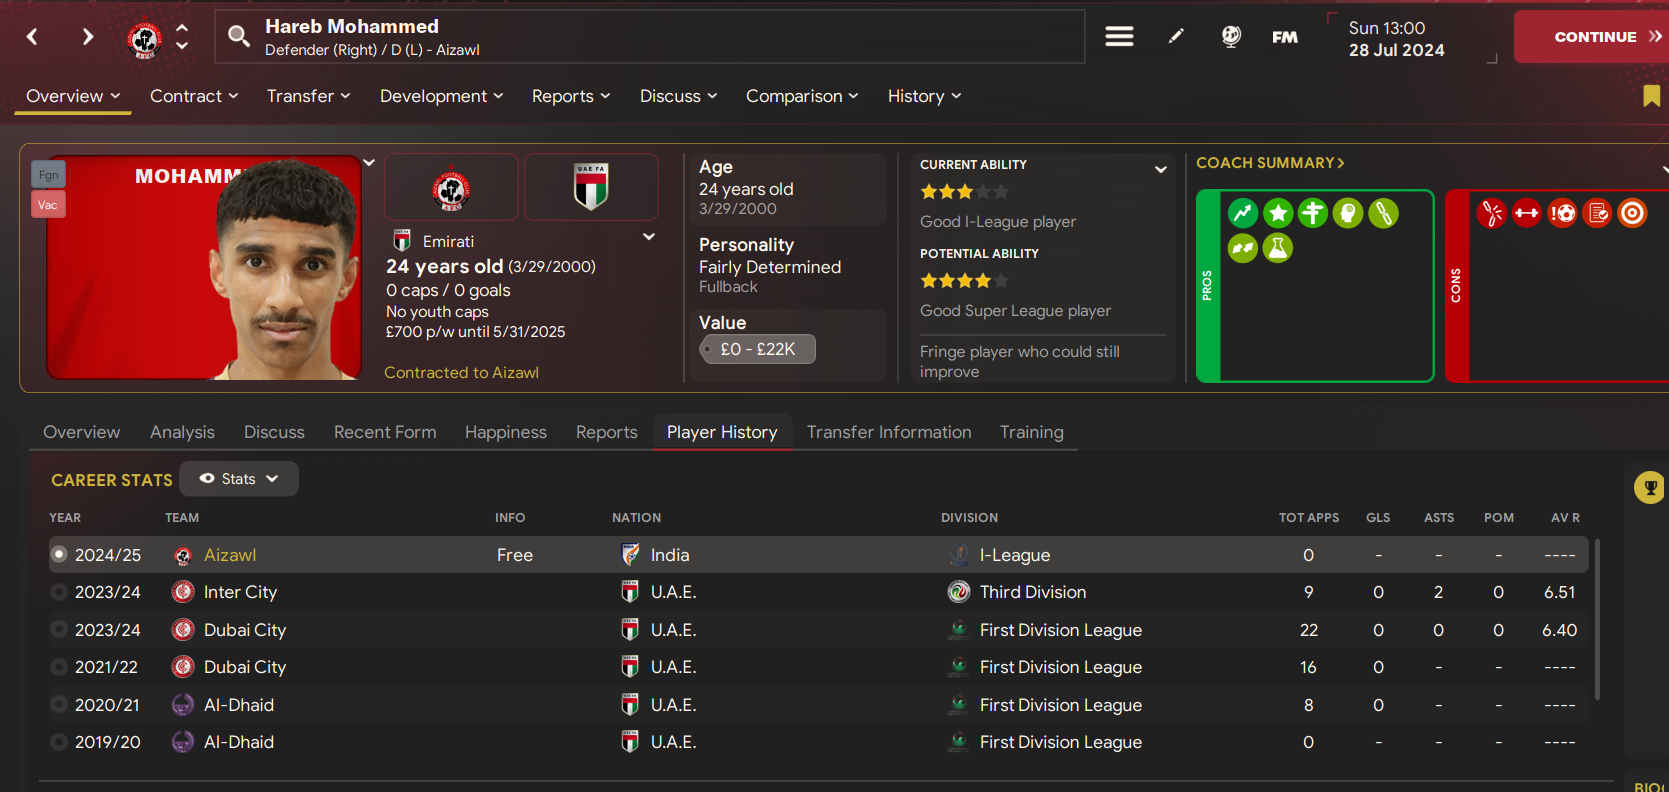 Hareb Mohammed
Defender (Right) / D (L) - Aizawl
FM
Sun 13:00
28 Jul 2024
CONTINUE
Overview
Contract
Transfer
Development
Reports
Discuss
Comparison
History
Fgn
Vac
MOHAMM
UAE FA
Emirati
24 years old (3/29/2000)
0 caps / 0 goals
No youth caps
£700 p/w until 5/31/2025
Contracted to Aizawl
Age
24 years old
3/29/2000
Personality
Fairly Determined
Fullback
Value
£0 - £22K
CURRENT ABILITY
Good I-League player
POTENTIAL ABILITY
Good Super League player
Fringe player who could still
improve
COACH SUMMARY
PROS
CONS
Overview
Analysis
Discuss
Recent Form
Happiness
Reports
Player History
Transfer Information
Training
CAREER STATS
Stats
YEAR TEAM INFO NATION DIVISION TOT APPS GLS ASTS POM AV R
2024/25 Aizawl Free India I-League 0 - - - ----
2023/24 Inter City U.A.E. Third Division 9 0 2 0 6.51
2023/24 Dubai City U.A.E. First Division League 22 0 0 0 6.40
2021/22 Dubai City U.A.E. First Division League 16 0 - - ----
2020/21 Al-Dhaid U.A.E. First Division League 8 0 - - ----
2019/20 Al-Dhaid U.A.E. First Division League 0 - - - ----